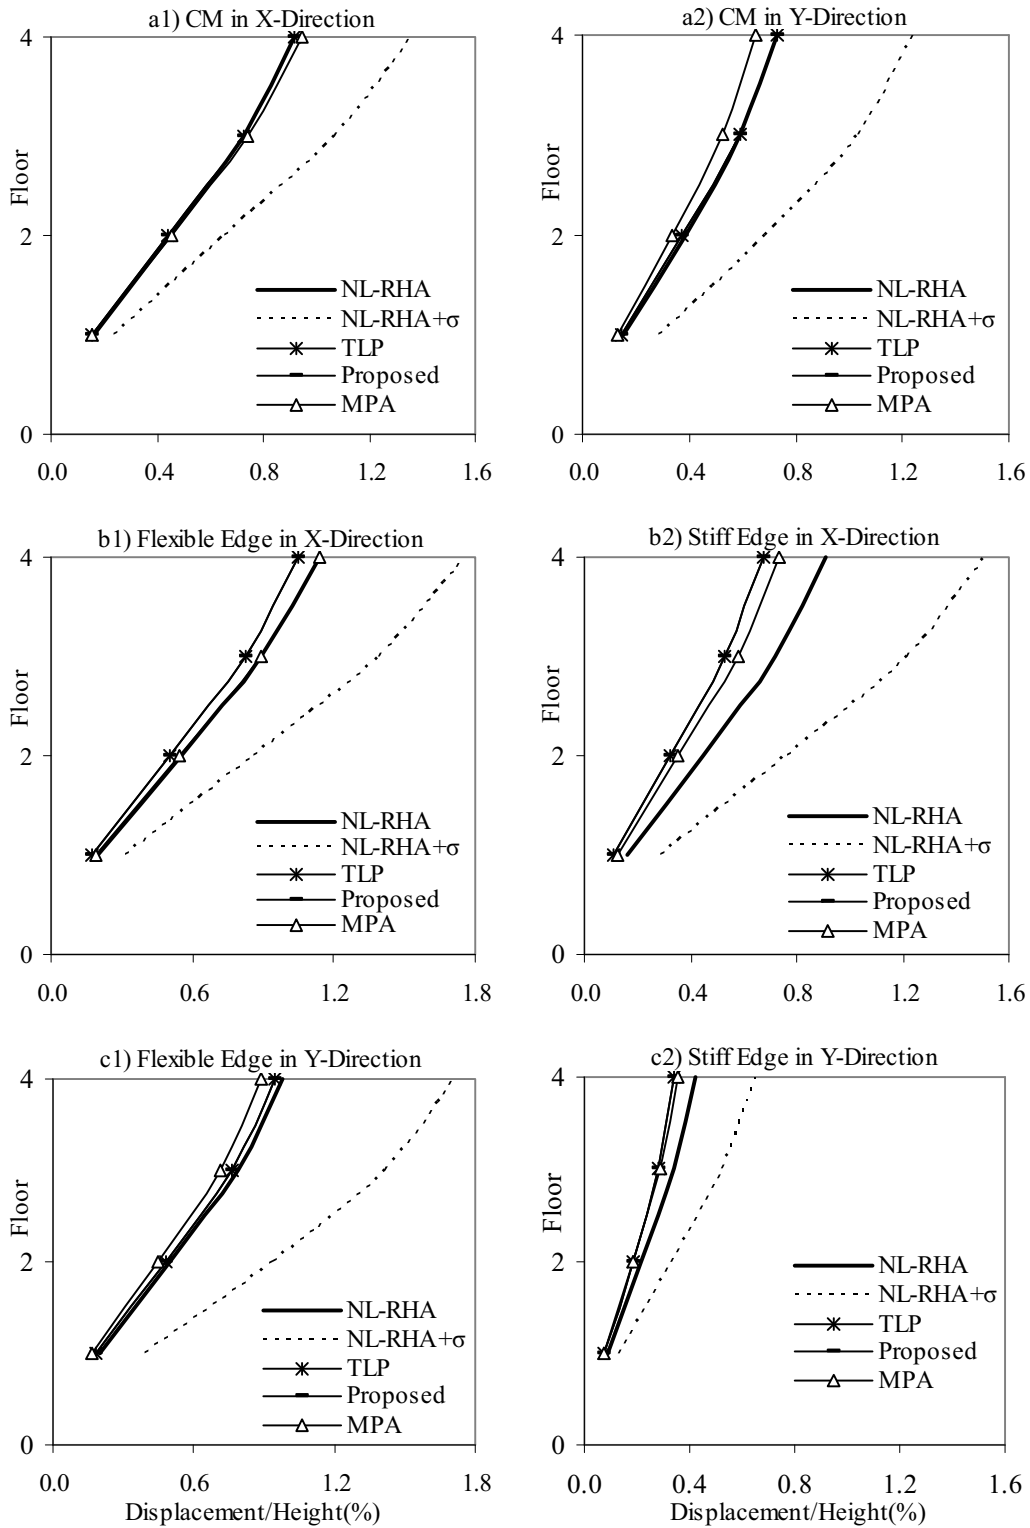 a1) CM in X-Direction
4
2
0
Floor
NL-RHA
NL-RHA+σ
TLP
Proposed
MPA
0.0 0.4 0.8 1.2 1.6
a2) CM in Y-Direction
4
2
0
Floor
NL-RHA
NL-RHA+σ
TLP
Proposed
MPA
0.0 0.4 0.8 1.2 1.6
b1) Flexible Edge in X-Direction
4
2
0
Floor
NL-RHA
NL-RHA+σ
TLP
Proposed
MPA
0.0 0.6 1.2 1.8
b2) Stiff Edge in X-Direction
4
2
0
Floor
NL-RHA
NL-RHA+σ
TLP
Proposed
MPA
0.0 0.4 0.8 1.2 1.6
c1) Flexible Edge in Y-Direction
4
2
0
Floor
NL-RHA
NL-RHA+σ
TLP
Proposed
MPA
0.0 0.6 1.2 1.8
Displacement/Height(%)
c2) Stiff Edge in Y-Direction
4
2
0
Floor
NL-RHA
NL-RHA+σ
TLP
Proposed
MPA
0.0 0.4 0.8 1.2 1.6
Displacement/Height(%)